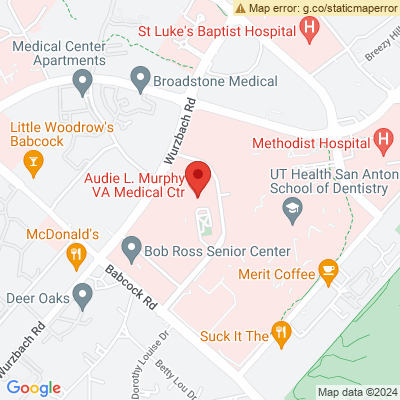 Map error: g.co/staticmaperror
St Luke's Baptist Hospital
Breezy Hill
Medical Center
Apartments
Broadstone Medical
Wurzbach Rd
Little Woodrow's
Babcock
Methodist Hospital
Audie L. Murphy
VA Medical Ctr
UT Health San Anton
School of Dentistry
McDonald's
Bob Ross Senior Center
Merit Coffee
Babcock Rd
Deer Oaks
Wurzbach Rd
Suck It The
Dorothy Louise Dr
Betty Lou Dr
Google
Map data ©2024